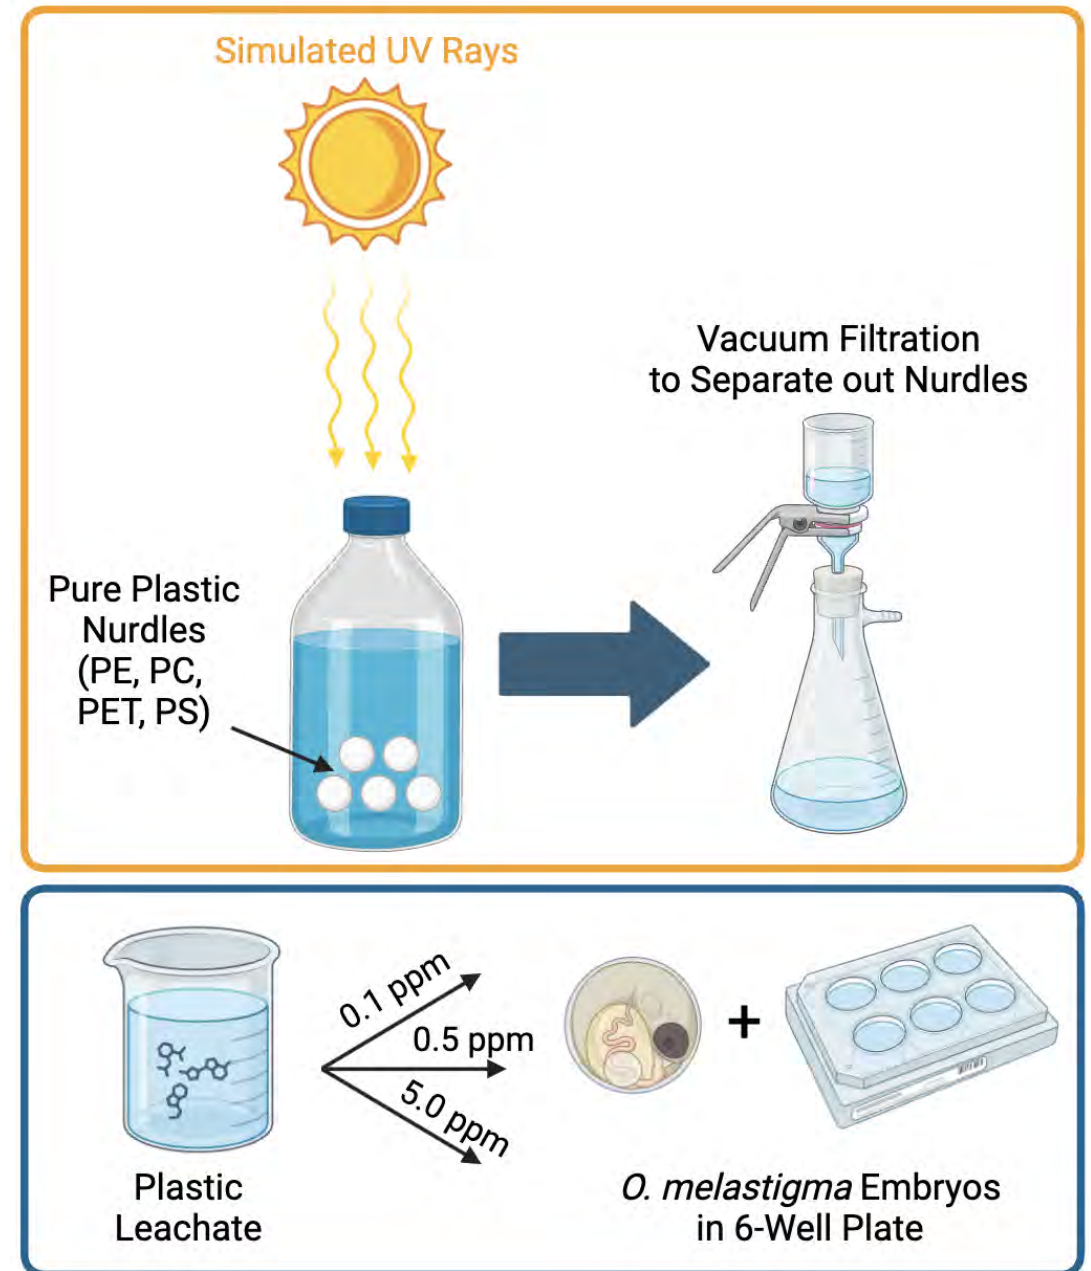 Simulated UV Rays
Vacuum Filtration
to Separate out Nurdles
Pure Plastic
Nurdles
(PE, PC,
PET, PS)
0.1 ppm
0.5 ppm
5.0 ppm
+
Plastic
Leachate
O. melastigma Embryos
in 6-Well Plate